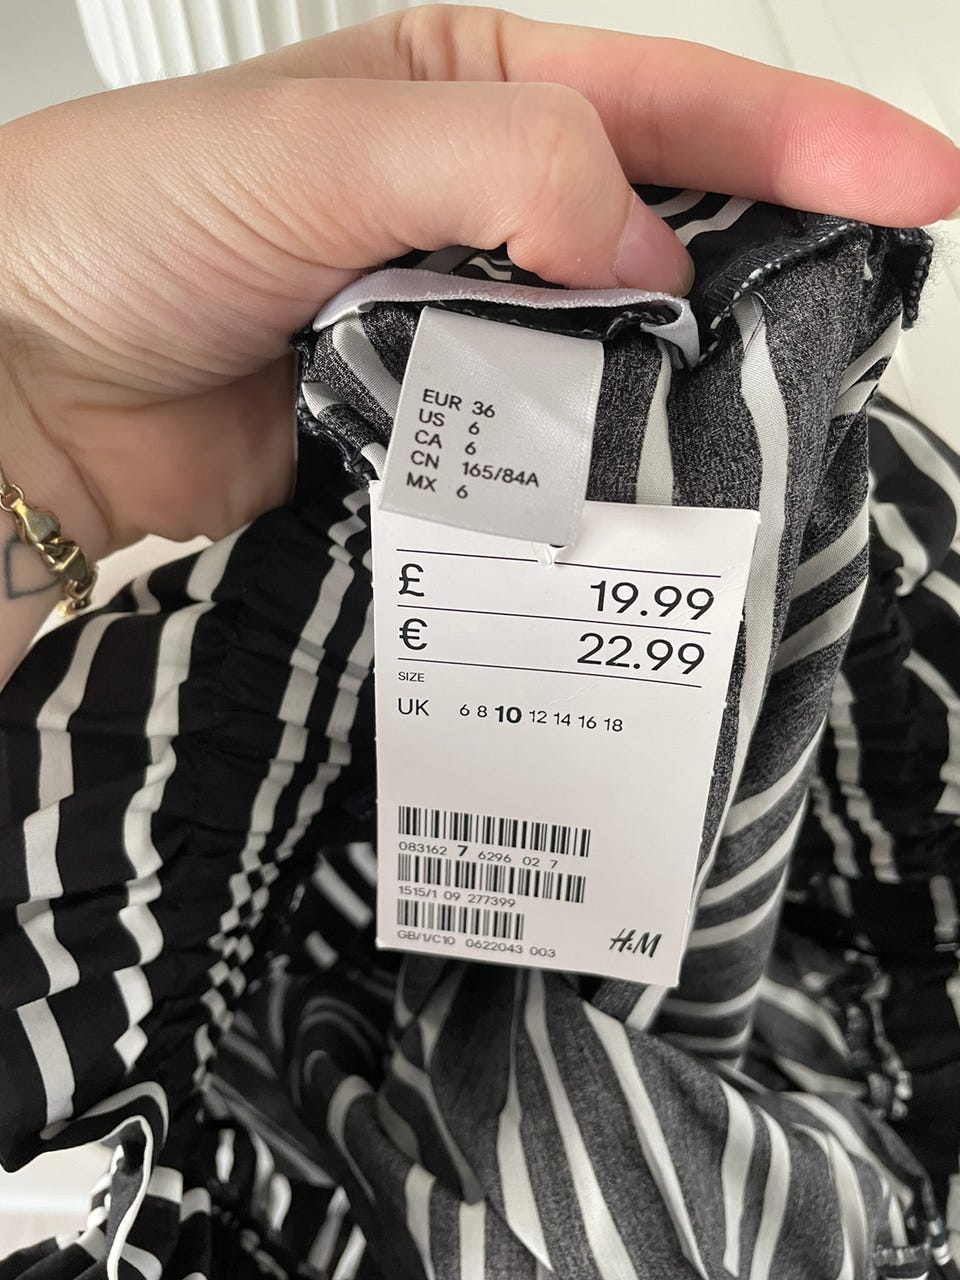 EUR 36
US 6
CA 6
CN 165/84A
MX 6
£ 19.99
€ 22.99
SIZE
UK 6 8 10 12 14 16 18
083162 7 6296 02 7
1515/1 09 277399
GB/1/C10 0622043 003
H&M